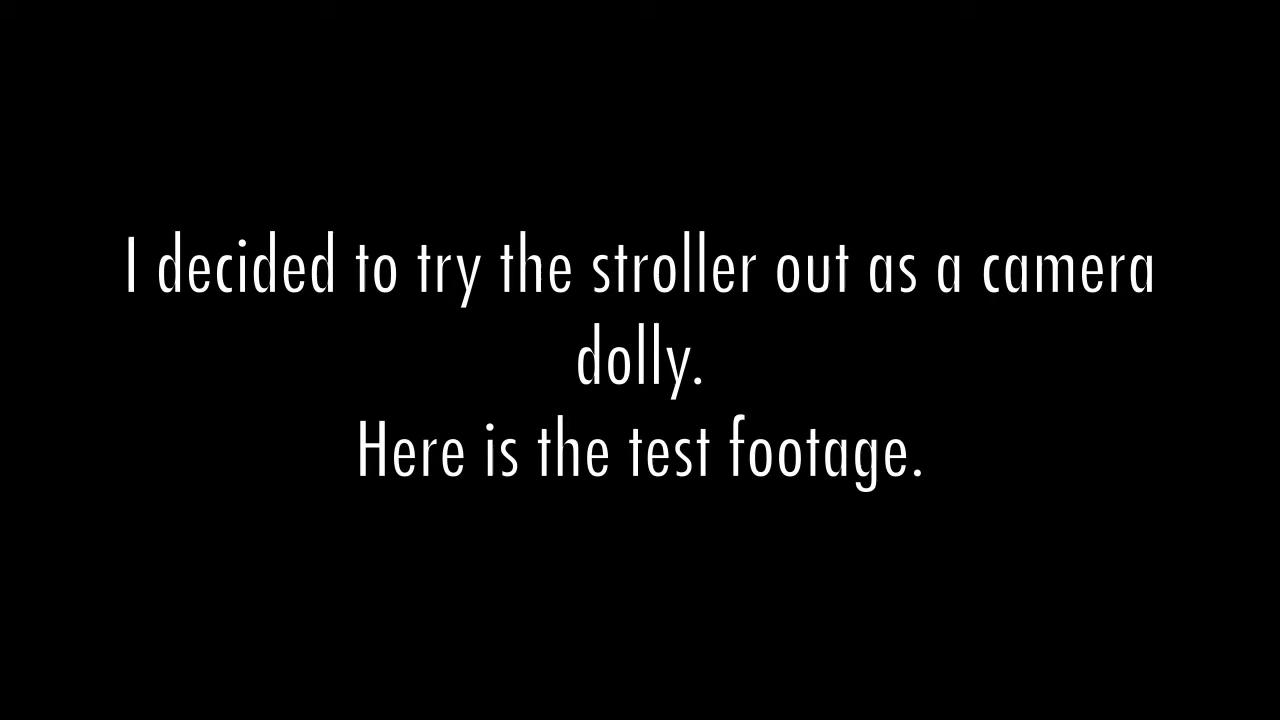 I decided to try the stroller out as a camera
dolly.
Here is the test footage.